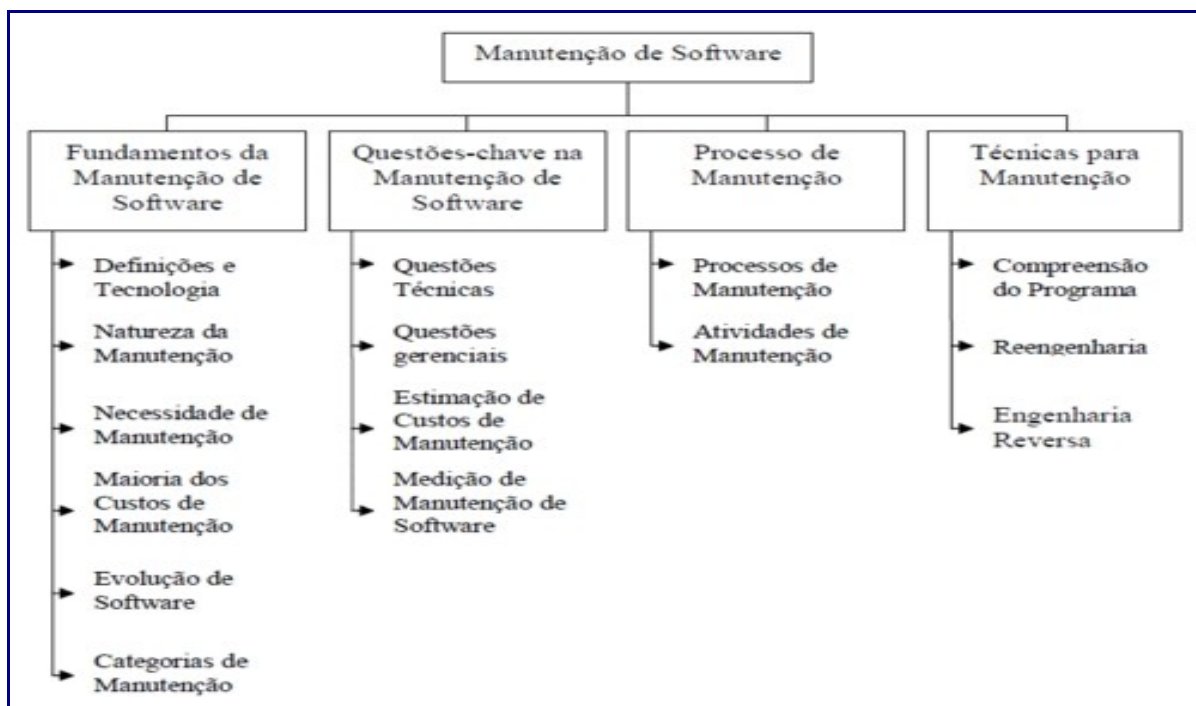 Manutenção de Software
Fundamentos da
Manutenção de
Software
Definições e
Tecnologia
Natureza da
Manutenção
Necessidade de
Manutenção
Maioria dos
Custos de
Manutenção
Evolução de
Software
Categorias de
Manutenção
Questões-chave na
Manutenção de
Software
Questões
Técnicas
Questões
gerenciais
Estimação de
Custos de
Manutenção
Medição de
Manutenção de
Software
Processo de
Manutenção
Processos de
Manutenção
Atividades de
Manutenção
Técnicas para
Manutenção
Compreensão
do Programa
Reengenharia
Engenharia
Reversa